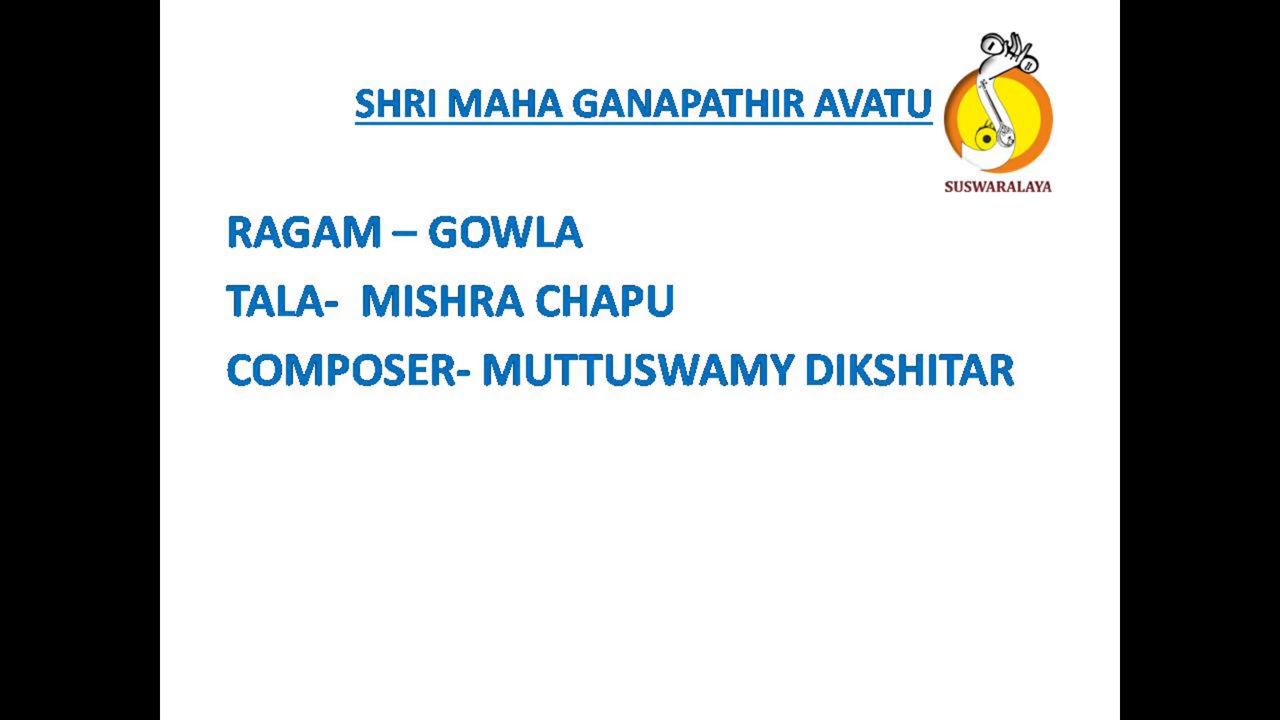 SHRI MAHA GANAPATHIR AVATU
SUSWARALAYA
RAGAM – GOWLA
TALA-  MISHRA CHAPU
COMPOSER- MUTTUSWAMY DIKSHITAR